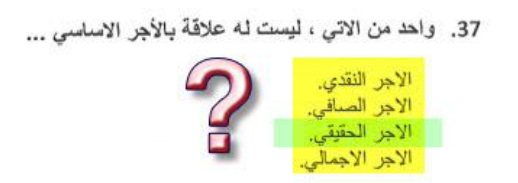 37. واحد من الاتي ، ليست له علاقة بالأجر الاساسي ...
الاجر النقدي.
الاجر الصافي.
الاجر الحقيقي.
الاجر الاجمالي.
?